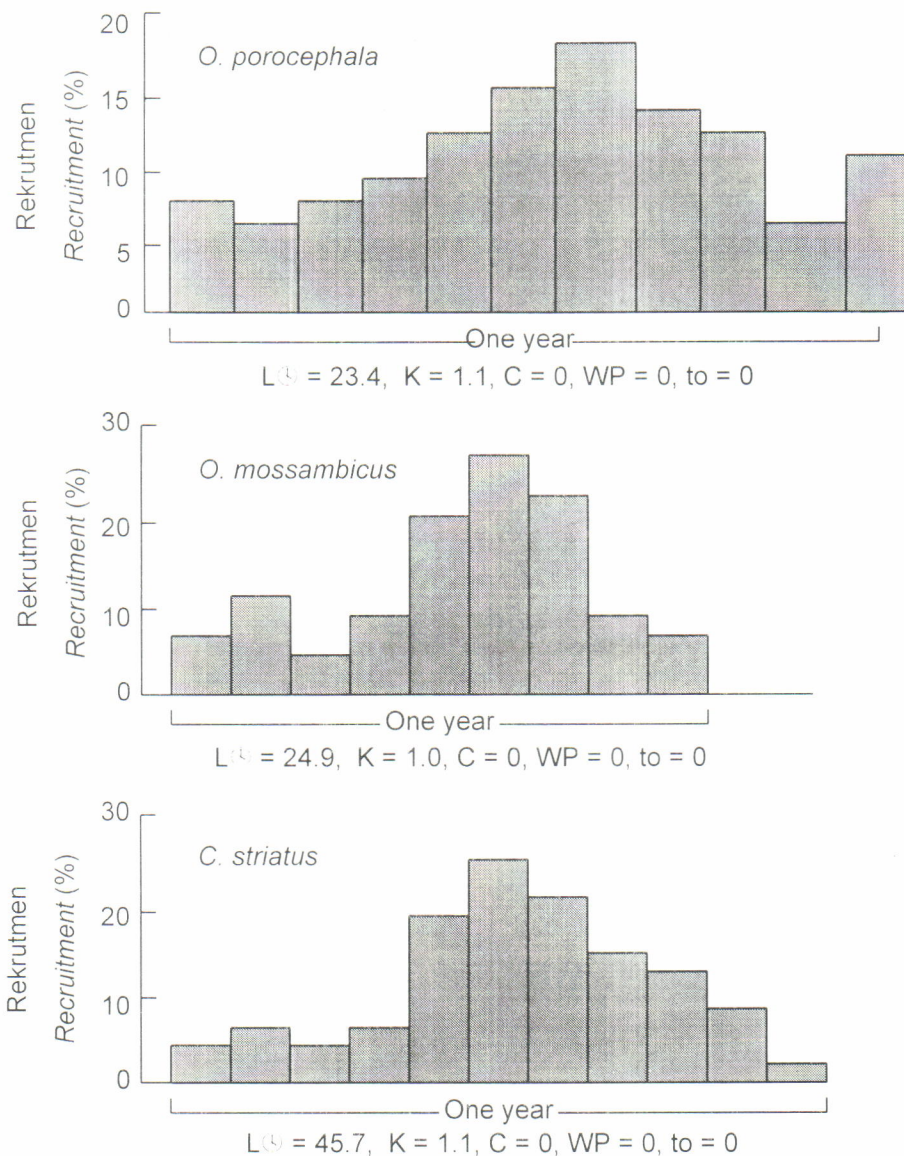 20
O. porocephala
15
10
5
0
Rekrutmen
Recruitment (%)
One year
L🕒 = 23.4, K = 1.1, C = 0, WP = 0, to = 0
30
O. mossambicus
20
10
0
Rekrutmen
Recruitment (%)
One year
L🕒 = 24.9, K = 1.0, C = 0, WP = 0, to = 0
30
C. striatus
20
10
0
Rekrutmen
Recruitment (%)
One year
L🕒 = 45.7, K = 1.1, C = 0, WP = 0, to = 0